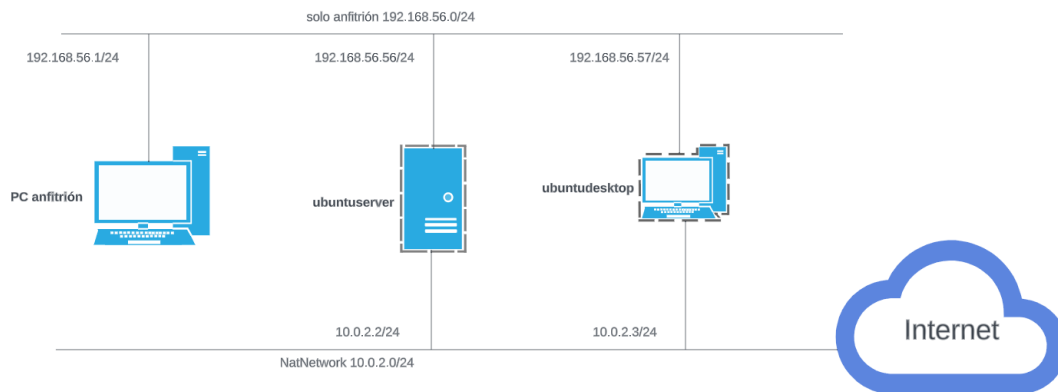 solo anfitrión 192.168.56.0/24
192.168.56.1/24
192.168.56.56/24
192.168.56.57/24
PC anfitrión
ubuntuserver
ubuntudesktop
10.0.2.2/24
10.0.2.3/24
Internet
NatNetwork 10.0.2.0/24